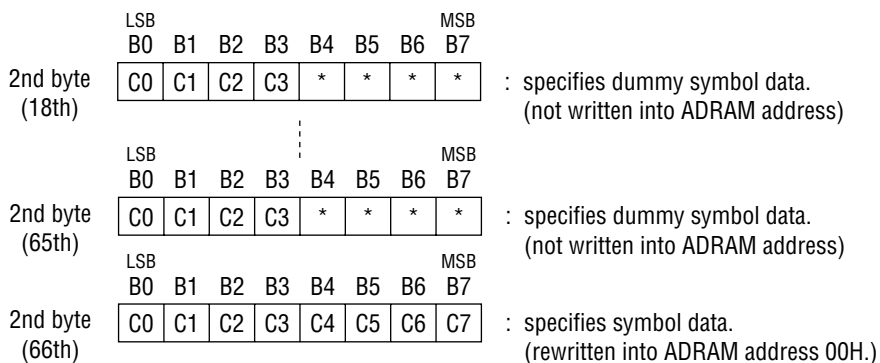 LSB MSB
B0 B1 B2 B3 B4 B5 B6 B7
2nd byte C0 C1 C2 C3 * * * * : specifies dummy symbol data.
(18th) (not written into ADRAM address)
LSB MSB
B0 B1 B2 B3 B4 B5 B6 B7
2nd byte C0 C1 C2 C3 * * * * : specifies dummy symbol data.
(65th) (not written into ADRAM address)
LSB MSB
B0 B1 B2 B3 B4 B5 B6 B7
2nd byte C0 C1 C2 C3 C4 C5 C6 C7 : specifies symbol data.
(66th) (rewritten into ADRAM address 00H.)